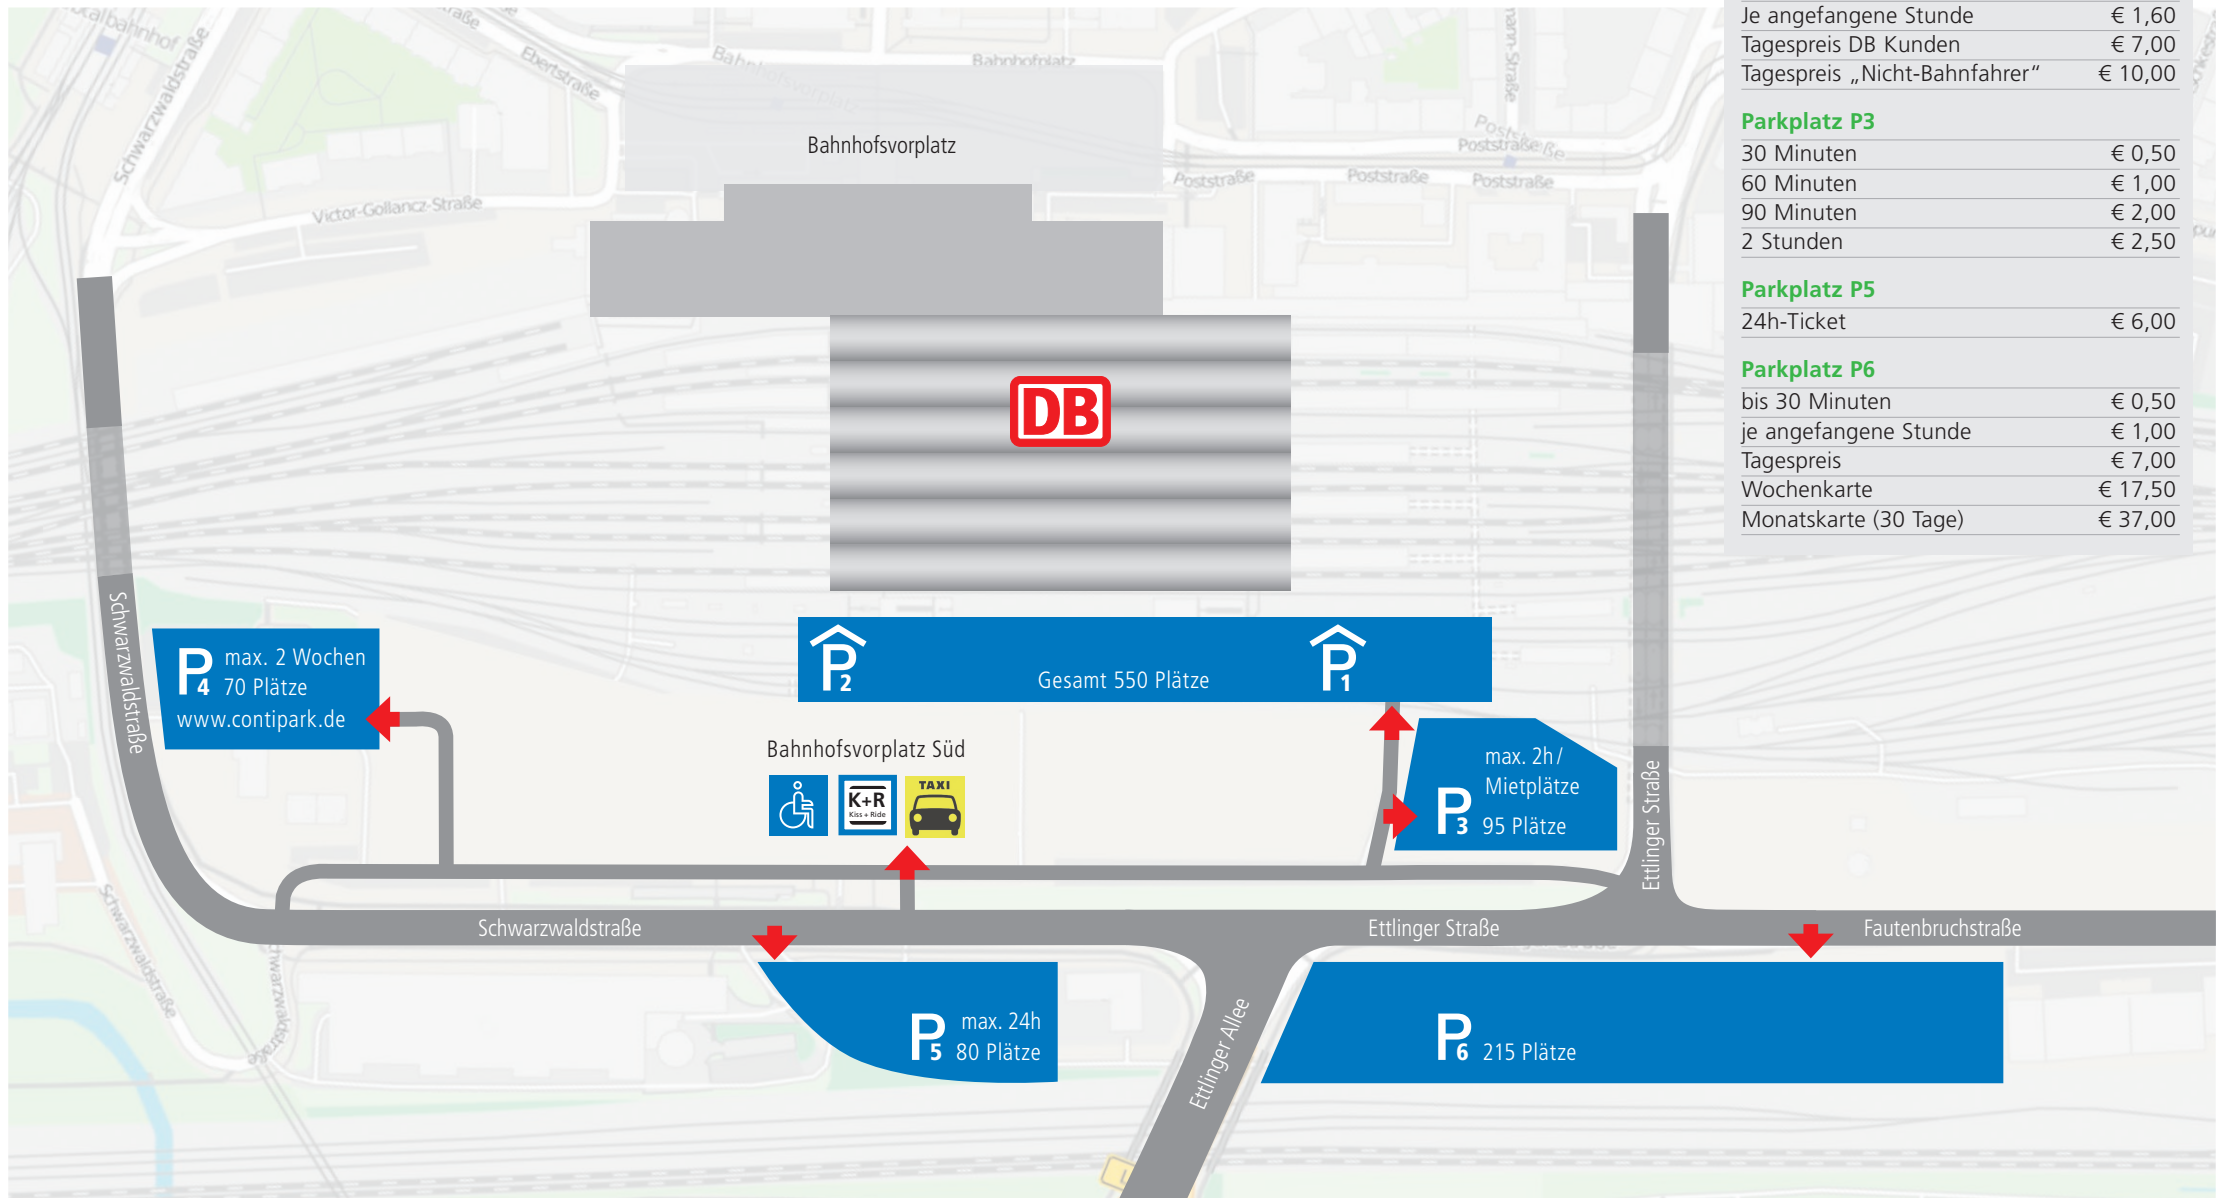 Je angefangene Stunde € 1,60
Tagespreis DB Kunden € 7,00
Tagespreis „Nicht-Bahnfahrer“ € 10,00
Parkplatz P3
30 Minuten € 0,50
60 Minuten € 1,00
90 Minuten € 2,00
2 Stunden € 2,50
Parkplatz P5
24h-Ticket € 6,00
Parkplatz P6
bis 30 Minuten € 0,50
je angefangene Stunde € 1,00
Tagespreis € 7,00
Wochenkarte € 17,50
Monatskarte (30 Tage) € 37,00
Schwarzwaldstraße
Ebertstraße
Bahnhofsvorplatz
Bahnhofplatz
Bahnhofsvorplatz
Poststraße
Poststraße
Poststraße
Poststraße
Victor-Gollancz-Straße
DB
Schwarzwaldstraße
P4 max. 2 Wochen
70 Plätze
www.contipark.de
P2
Gesamt 550 Plätze
P1
Bahnhofsvorplatz Süd
K+R
Kiss + Ride
TAXI
max. 2h/
Mietplätze
P3 95 Plätze
Ettlinger Straße
Schwarzwaldstraße
Ettlinger Straße
Fautenbruchstraße
Schwarzwaldstraße
P5 max. 24h
80 Plätze
Ettlinger Allee
P6 215 Plätze